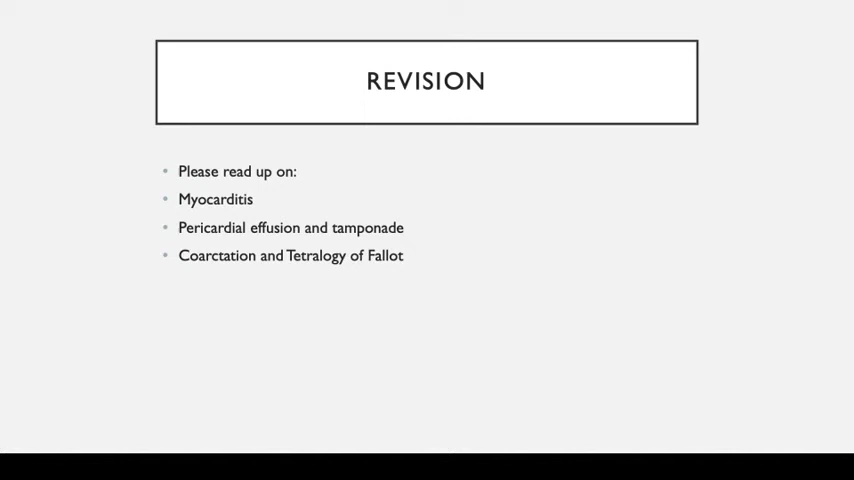 REVISION
Please read up on:
Myocarditis
Pericardial effusion and tamponade
Coarctation and Tetralogy of Fallot